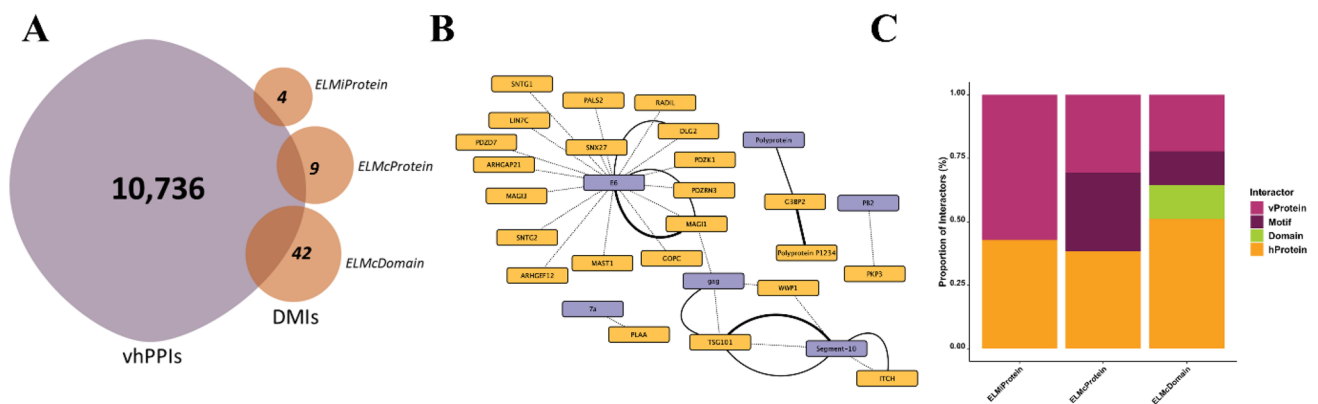 A
B
C
10,736
4
9
42
ELMiProtein
ELMcProtein
ELMcDomain
DMIs
vhPPIs
SNTG1
PALS2
RADIL
LIN7C
DLG2
PDZD7
SNX27
ARHGAP21
PDZK1
E6
MAGI3
PDZRN3
MAGI1
SNTG2
GOPC
MAST1
ARHGEF12
Polyprotein
G3BP2
Polyprotein P1234
PB2
PKP3
gag
WWP1
7a
PLAA
TSG101
Segment-10
ITCH
Proportion of Interactors (%)
1.00
0.75
0.50
0.25
0.00
ELMiProtein
ELMcProtein
ELMcDomain
Interactor
vProtein
Motif
Domain
hProtein